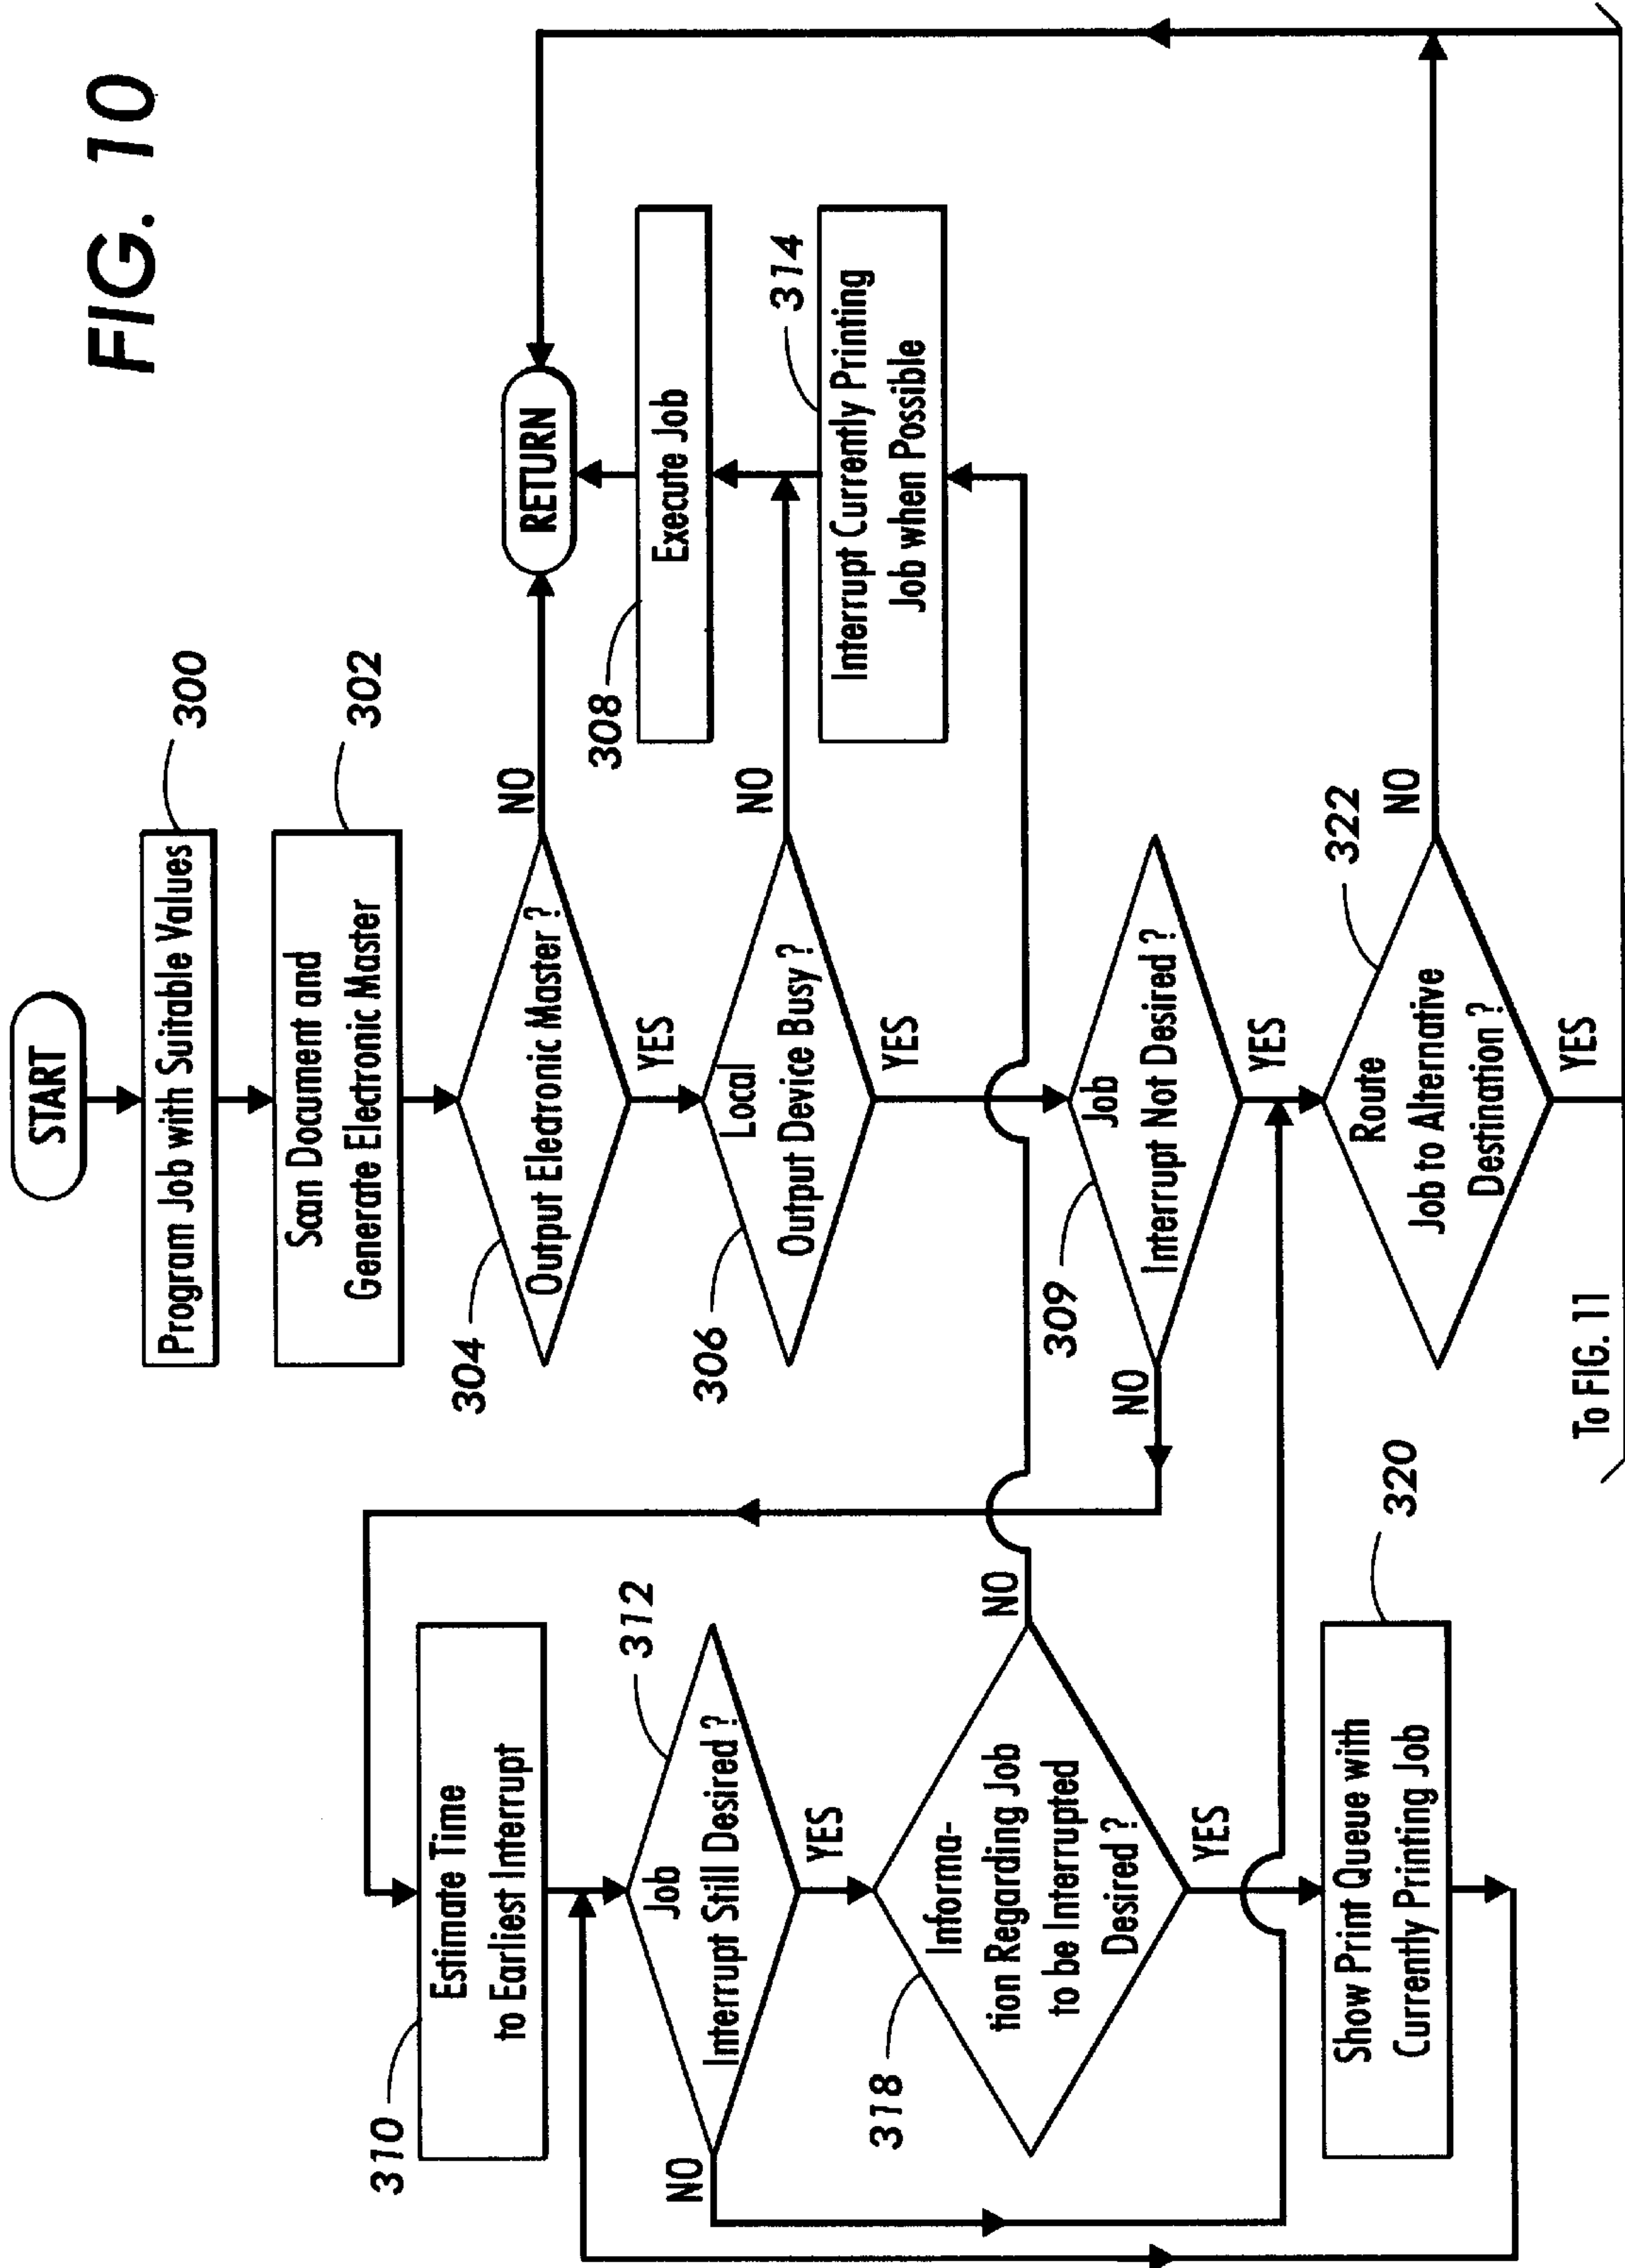 FIG. 10
START
Program Job with Suitable Values
300
Scan Document and
Generate Electronic Master
302
Output Electronic Master ?
304
NO
YES
RETURN
Local
Output Device Busy ?
306
NO
YES
Execute Job
308
Interrupt Currently Printing
Job when Possible
314
Job
Interrupt Not Desired ?
309
NO
YES
Estimate Time
to Earliest Interrupt
310
Job
Interrupt Still Desired ?
312
NO
YES
Informa-
tion Regarding Job
to be Interrupted
Desired ?
318
NO
YES
Show Print Queue with
Currently Printing Job
320
Route
Job to Alternative
Destination ?
322
NO
YES
To FIG. 11